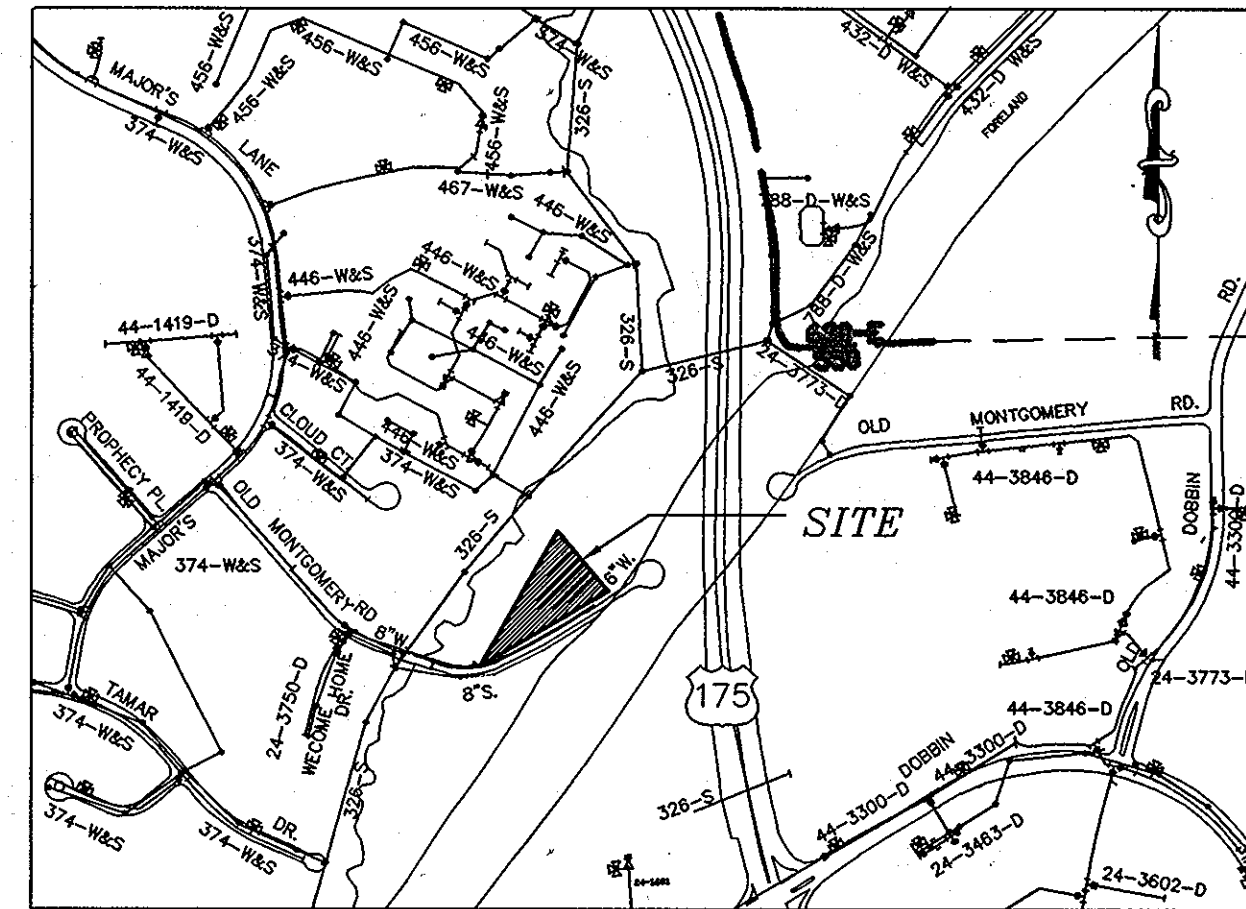 456-W&S
456-W&S
456-W&S
374-W&S
432-D W&S
432-D W&S
MAJOR'S
LANE
374-W&S
456-W&S
456-W&S
326-S
FORELAND
467-W&S
788-D-W&S
446-W&S
374-W&S
446-W&S
446-W&S
788-D-W&S
RD.
44-1419-D
446-W&S
446-W&S
326-S
326-S
24-3773-D
44-1418-D
446-W&S
OLD
MONTGOMERY
RD.
PROPHECY PL.
CLOUD CT.
374-W&S
446
374-W&S
44-3846-D
DOBBIN
44-3300-D
MAJOR'S
OLD
MONTGOMERY RD
374-W&S
326-S
SITE
6"W.
44-3846-D
8"W.
8"S.
OLD
24-3773-D
24-3750-D
WECOME HOME
DR.
175
44-3846-D
TAMAR
374-W&S
DR.
374-W&S
374-W&S
326-S
326-S
DOBBIN
44-3300-D
44-3300-D
24-3463-D
24-3602-D